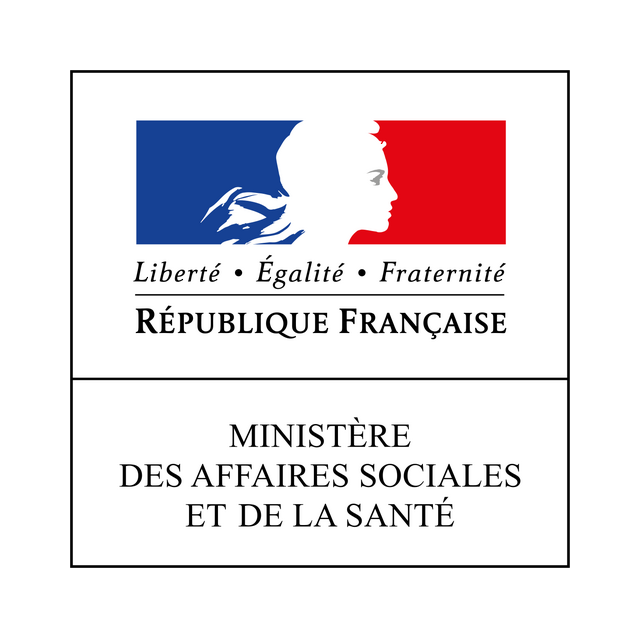 Liberté • Égalité • Fraternité
RÉPUBLIQUE FRANÇAISE
MINISTÈRE
DES AFFAIRES SOCIALES
ET DE LA SANTÉ